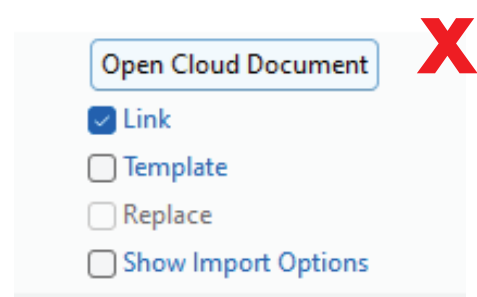 Open Cloud Document
Link
Template
Replace
Show Import Options